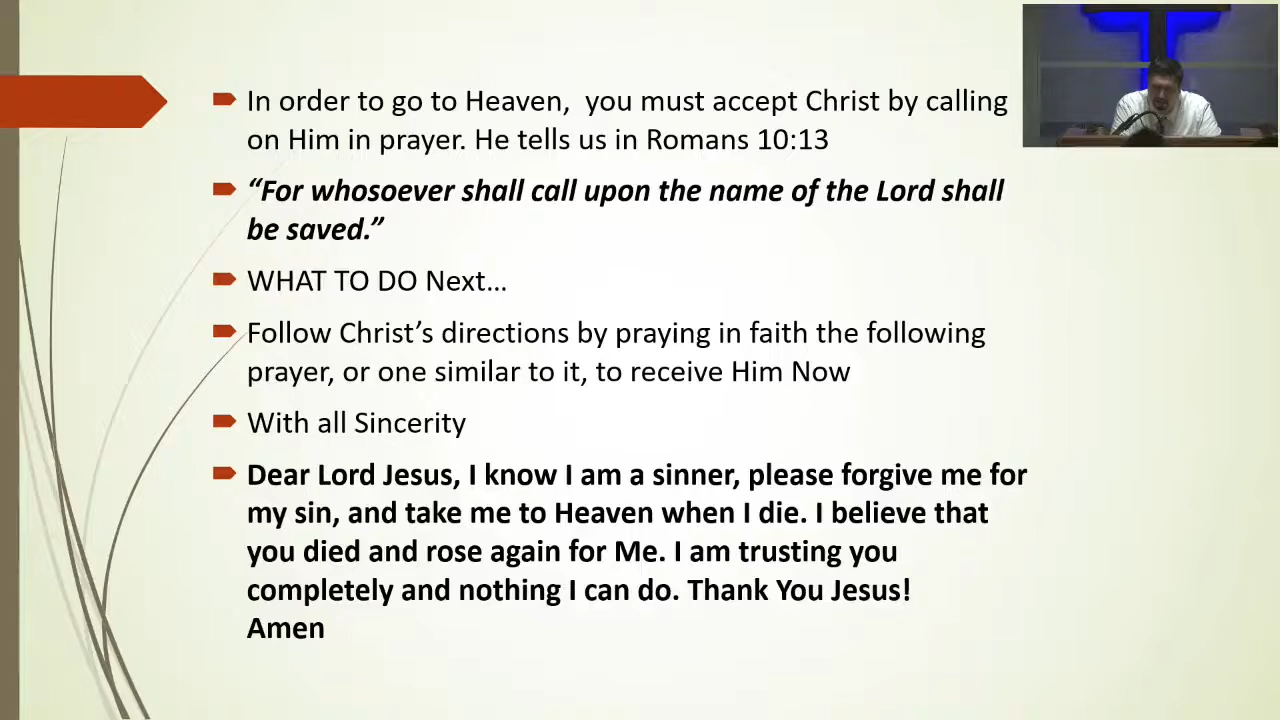 In order to go to Heaven,  you must accept Christ by calling
on Him in prayer. He tells us in Romans 10:13
“For whosoever shall call upon the name of the Lord shall
be saved.”
WHAT TO DO Next…
Follow Christ’s directions by praying in faith the following
prayer, or one similar to it, to receive Him Now
With all Sincerity
Dear Lord Jesus, I know I am a sinner, please forgive me for
my sin, and take me to Heaven when I die. I believe that
you died and rose again for Me. I am trusting you
completely and nothing I can do. Thank You Jesus!
Amen